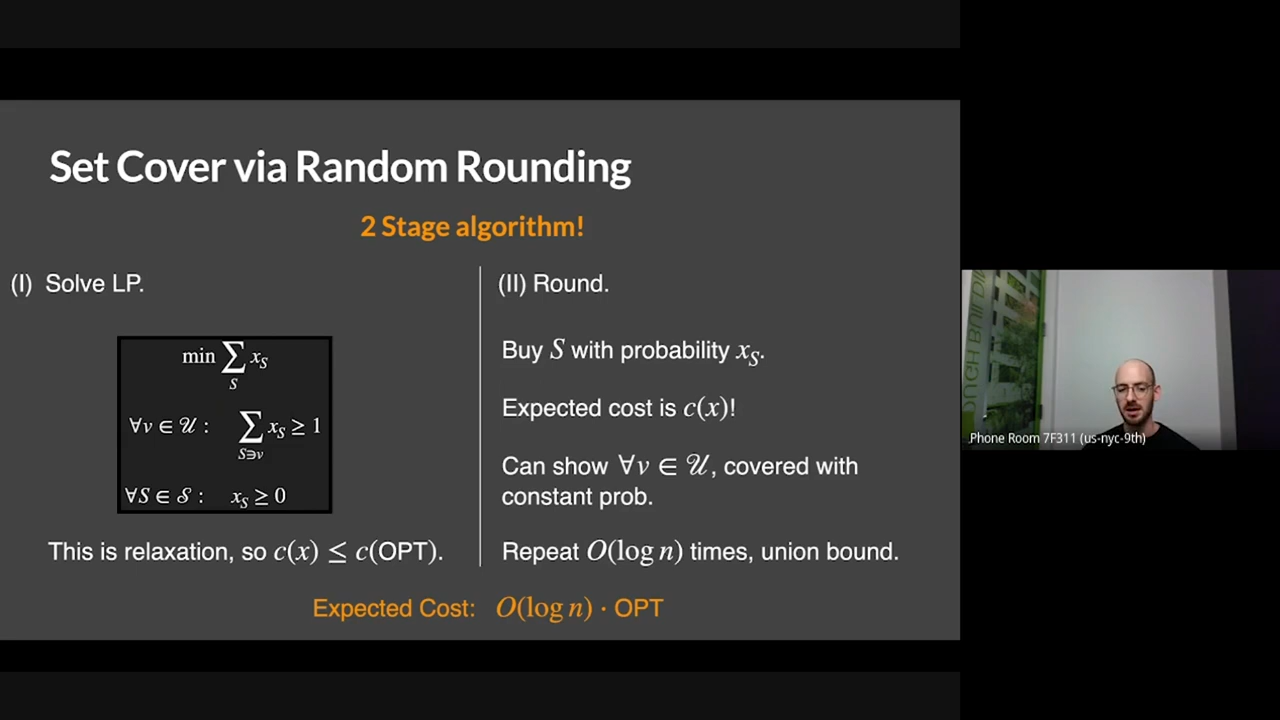 Set Cover via Random Rounding
2 Stage algorithm!
(I) Solve LP.
min ∑_S x_S
∀v ∈ 𝒰 : ∑_{S∋v} x_S ≥ 1
∀S ∈ 𝒮 : x_S ≥ 0
This is relaxation, so c(x) ≤ c(OPT).
(II) Round.
Buy S with probability x_S.
Expected cost is c(x)!
Can show ∀v ∈ 𝒰, covered with
constant prob.
Repeat O(log n) times, union bound.
Expected Cost: O(log n) · OPT
OUGH BUILDIN
Phone Room 7F311 (us-nyc-9th)